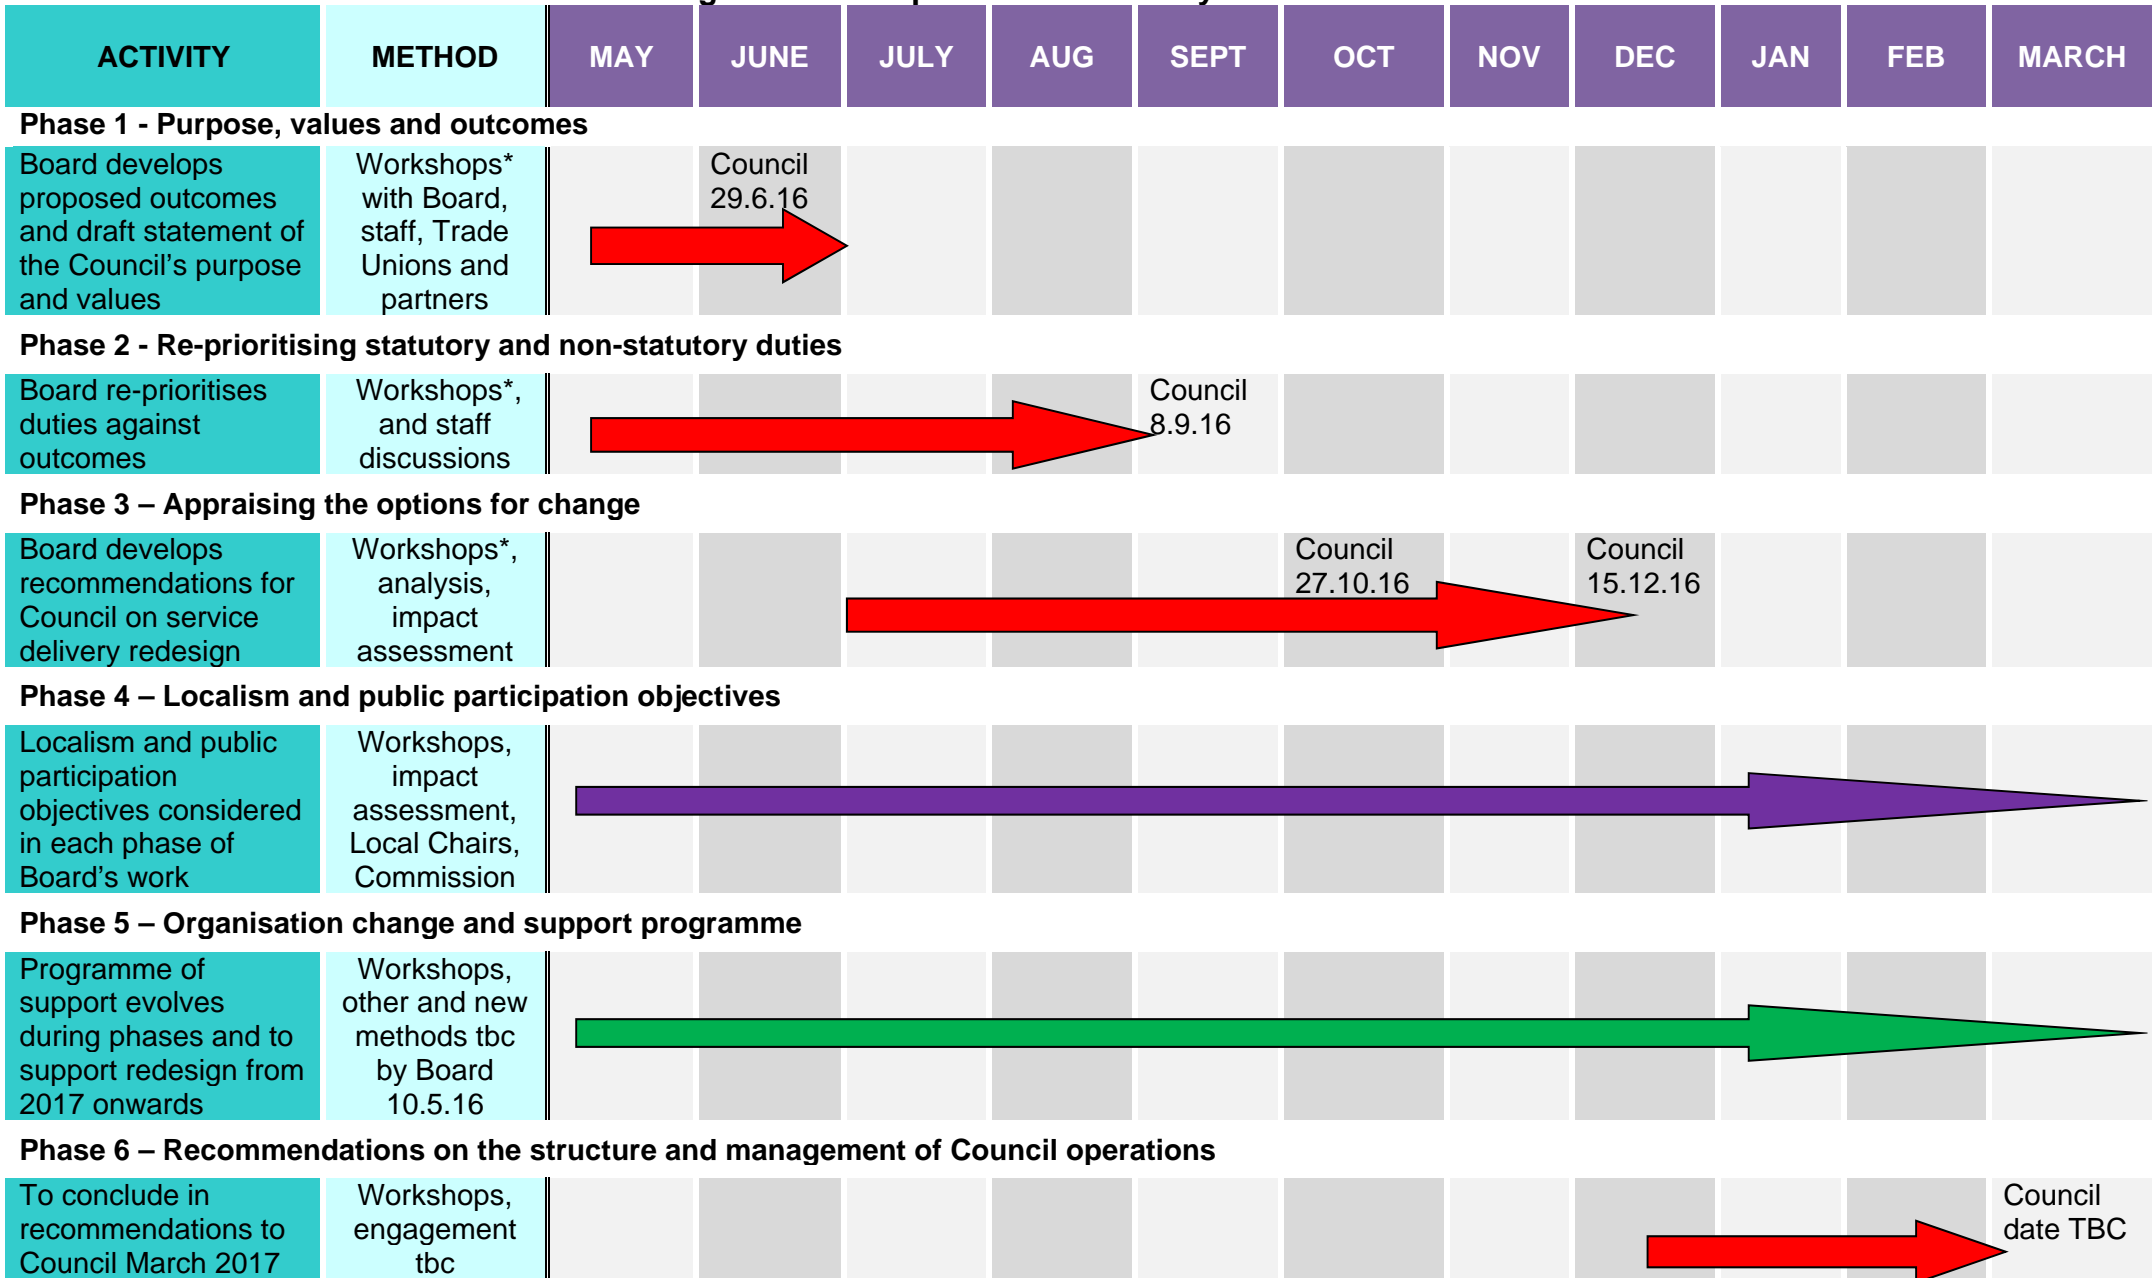 ACTIVITY METHOD MAY JUNE JULY AUG SEPT OCT NOV DEC JAN FEB MARCH
Phase 1 - Purpose, values and outcomes
Board develops
proposed outcomes
and draft statement of
the Council’s purpose
and values
Workshops*
with Board,
staff, Trade
Unions and
partners
Council
29.6.16
Phase 2 - Re-prioritising statutory and non-statutory duties
Board re-prioritises
duties against
outcomes
Workshops*,
and staff
discussions
Council
8.9.16
Phase 3 – Appraising the options for change
Board develops
recommendations for
Council on service
delivery redesign
Workshops*,
analysis,
impact
assessment
Council
27.10.16
Council
15.12.16
Phase 4 – Localism and public participation objectives
Localism and public
participation
objectives considered
in each phase of
Board’s work
Workshops,
impact
assessment,
Local Chairs,
Commission
Phase 5 – Organisation change and support programme
Programme of
support evolves
during phases and to
support redesign from
2017 onwards
Workshops,
other and new
methods tbc
by Board
10.5.16
Phase 6 – Recommendations on the structure and management of Council operations
To conclude in
recommendations to
Council March 2017
Workshops,
engagement
tbc
Council
date TBC